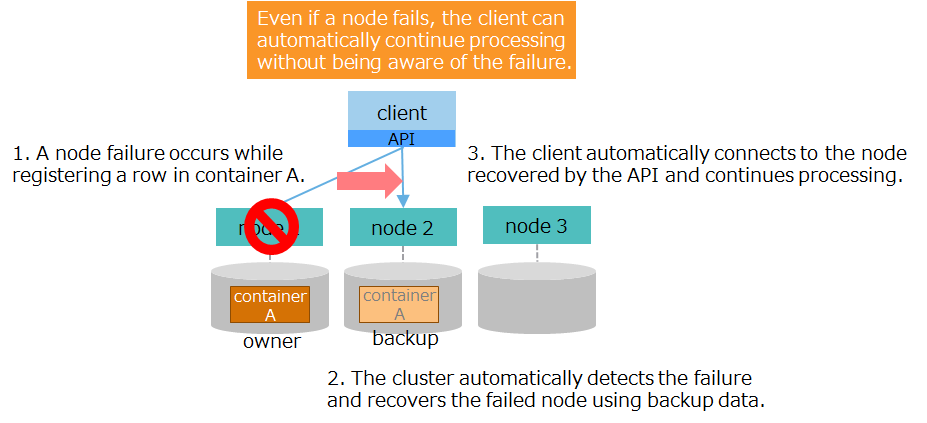 Even if a node fails, the client can
automatically continue processing
without being aware of the failure.
client
API
1. A node failure occurs while
registering a row in container A.
3. The client automatically connects to the node
recovered by the API and continues processing.
node
node 2
node 3
container
A
container
A
owner
backup
2. The cluster automatically detects the failure
and recovers the failed node using backup data.